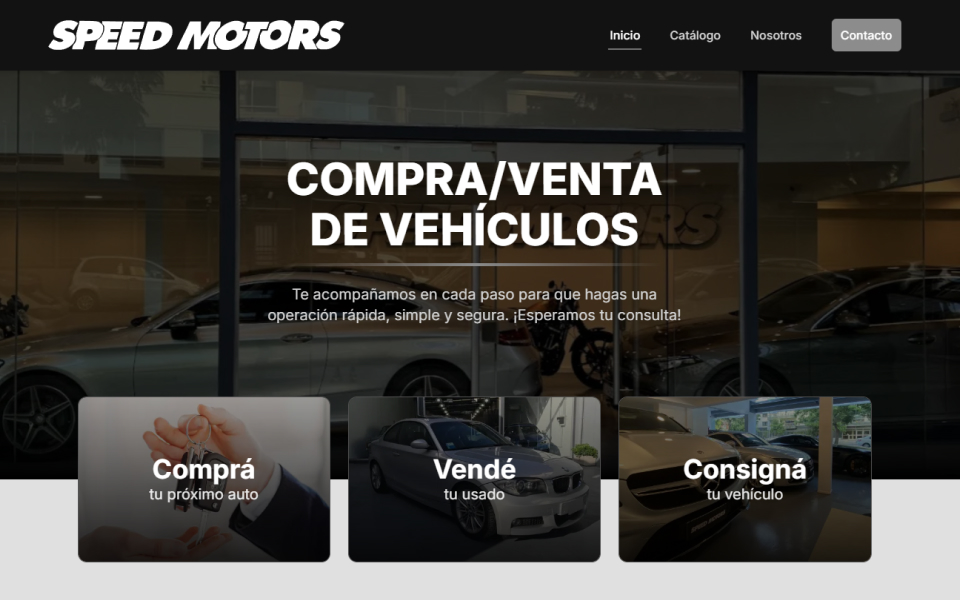 SPEED MOTORS
Inicio
Catálogo
Nosotros
Contacto
COMPRA/VENTA
DE VEHÍCULOS
Te acompañamos en cada paso para que hagas una
operación rápida, simple y segura. ¡Esperamos tu consulta!
Comprá
tu próximo auto
Vendé
tu usado
Consigná
tu vehículo